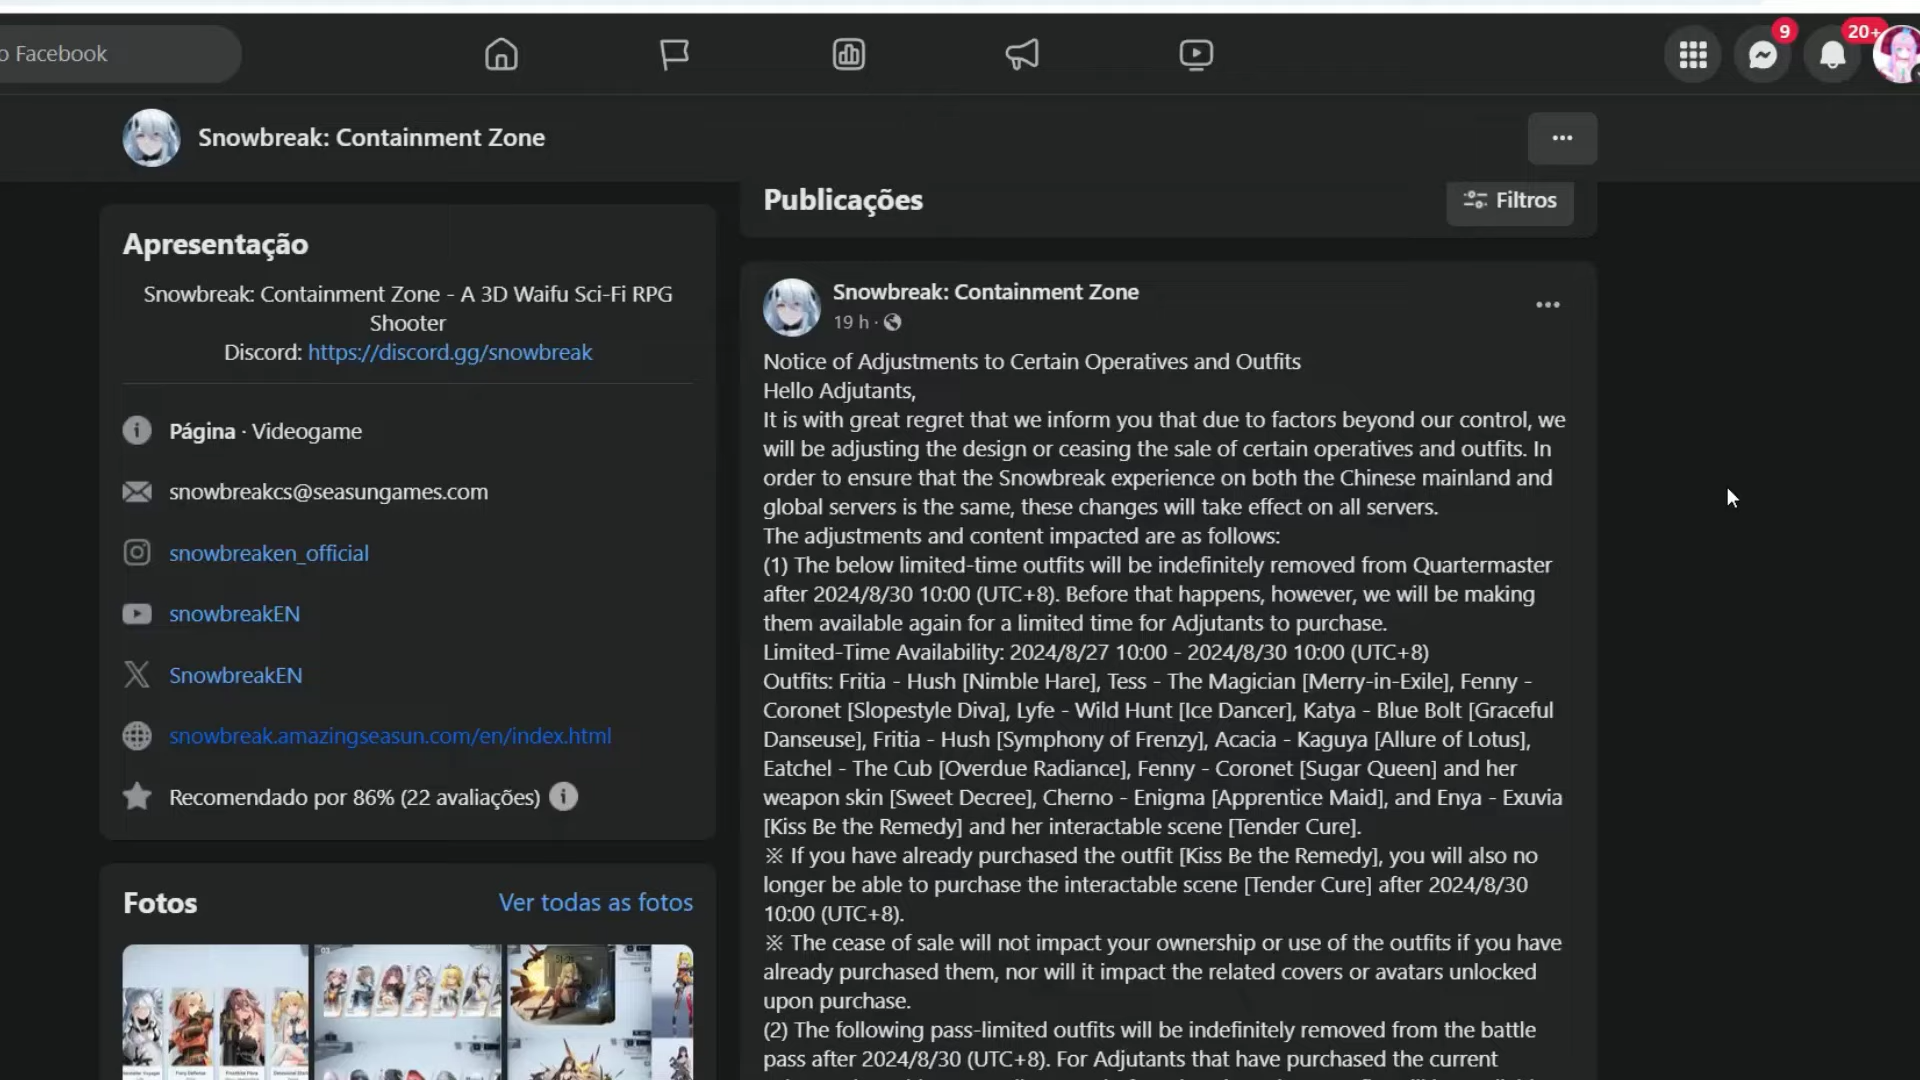 o Facebook
9
20+
Snowbreak: Containment Zone
Apresentação
Snowbreak: Containment Zone - A 3D Waifu Sci-Fi RPG
Shooter
Discord: https://discord.gg/snowbreak
Página · Videogame
snowbreakcs@seasungames.com
snowbreaken_official
snowbreakEN
SnowbreakEN
snowbreak.amazingseasun.com/en/index.html
Recomendado por 86% (22 avaliações)
Fotos
Ver todas as fotos
Publicações
Filtros
Snowbreak: Containment Zone
19 h ·
Notice of Adjustments to Certain Operatives and Outfits
Hello Adjutants,
It is with great regret that we inform you that due to factors beyond our control, we
will be adjusting the design or ceasing the sale of certain operatives and outfits. In
order to ensure that the Snowbreak experience on both the Chinese mainland and
global servers is the same, these changes will take effect on all servers.
The adjustments and content impacted are as follows:
(1) The below limited-time outfits will be indefinitely removed from Quartermaster
after 2024/8/30 10:00 (UTC+8). Before that happens, however, we will be making
them available again for a limited time for Adjutants to purchase.
Limited-Time Availability: 2024/8/27 10:00 - 2024/8/30 10:00 (UTC+8)
Outfits: Fritia - Hush [Nimble Hare], Tess - The Magician [Merry-in-Exile], Fenny -
Coronet [Slopestyle Diva], Lyfe - Wild Hunt [Ice Dancer], Katya - Blue Bolt [Graceful
Danseuse], Fritia - Hush [Symphony of Frenzy], Acacia - Kaguya [Allure of Lotus],
Eatchel - The Cub [Overdue Radiance], Fenny - Coronet [Sugar Queen] and her
weapon skin [Sweet Decree], Cherno - Enigma [Apprentice Maid], and Enya - Exuvia
[Kiss Be the Remedy] and her interactable scene [Tender Cure].
※ If you have already purchased the outfit [Kiss Be the Remedy], you will also no
longer be able to purchase the interactable scene [Tender Cure] after 2024/8/30
10:00 (UTC+8).
※ The cease of sale will not impact your ownership or use of the outfits if you have
already purchased them, nor will it impact the related covers or avatars unlocked
upon purchase.
(2) The following pass-limited outfits will be indefinitely removed from the battle
pass after 2024/8/30 (UTC+8). For Adjutants that have purchased the current